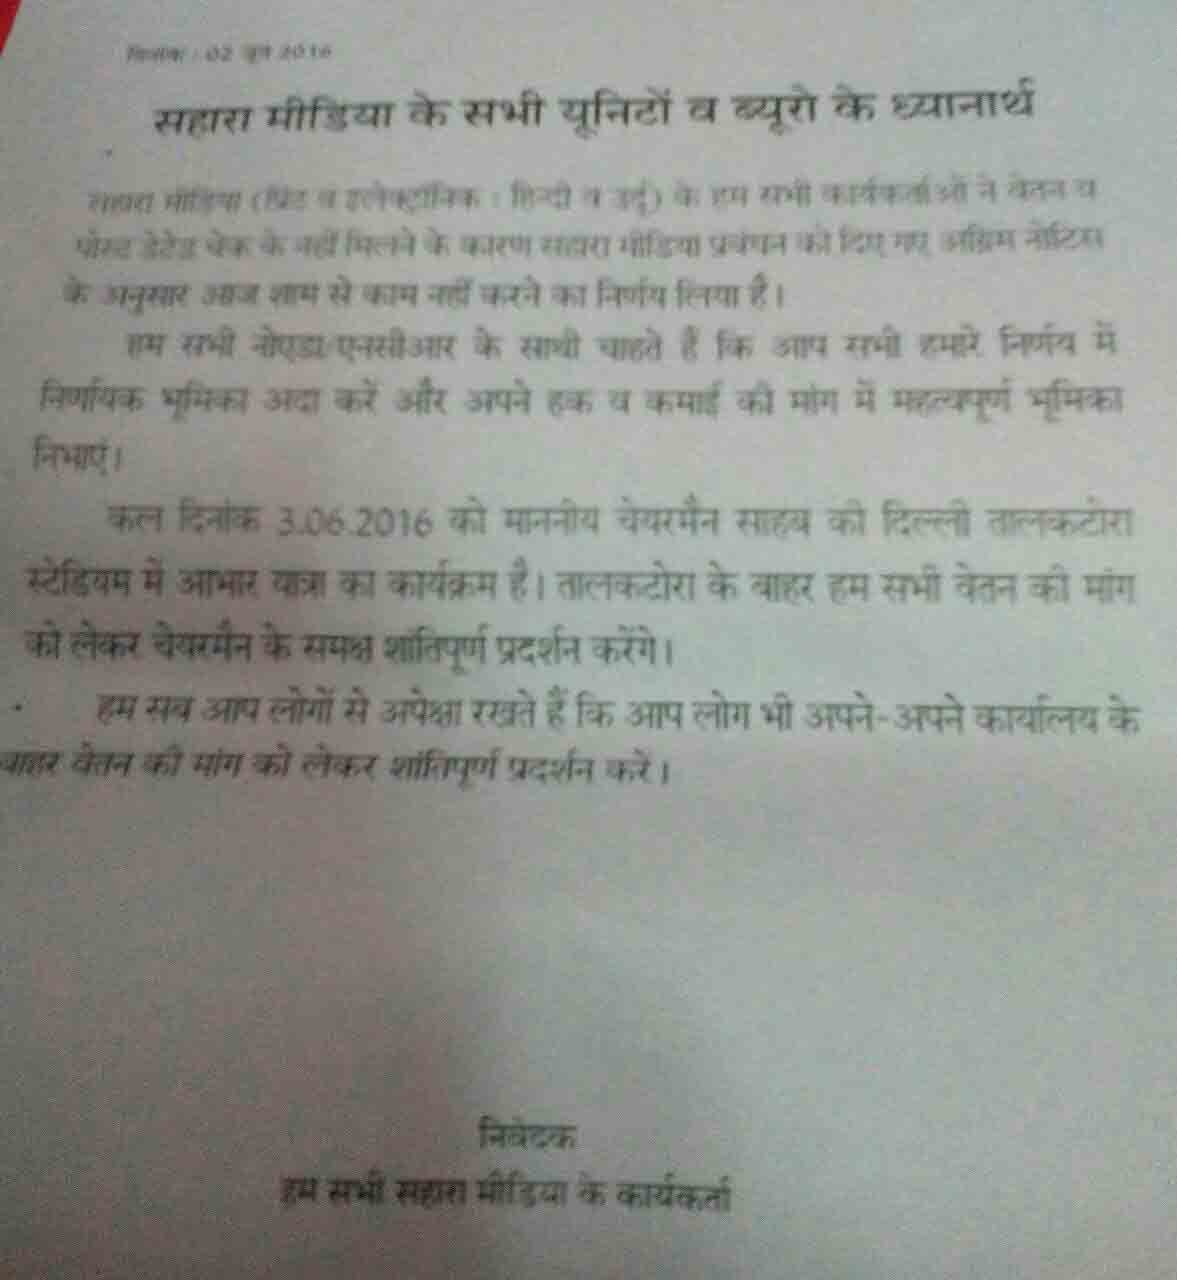 दिनांक : 02 जून 2016
सहारा मीडिया के सभी यूनिटों व ब्यूरो के ध्यानार्थ
सहारा मीडिया (प्रिंट व इलेक्ट्रॉनिक : हिन्दी व उर्दू) के हम सभी कार्यकर्ताओं ने वेतन व
पोस्ट डेटेड चेक के नहीं मिलने के कारण सहारा मीडिया प्रबंधन को दिए गए अग्रिम नोटिस
के अनुसार आज शाम से काम नहीं करने का निर्णय लिया है।
हम सभी नोएडा/एनसीआर के साथी चाहते हैं कि आप सभी हमारे निर्णय में
निर्णायक भूमिका अदा करें और अपने हक व कमाई की मांग में महत्वपूर्ण भूमिका
निभाएं।
कल दिनांक 3.06.2016 को माननीय चेयरमैन साहब की दिल्ली तालकटोरा
स्टेडियम में आभार यात्रा का कार्यक्रम है। तालकटोरा के बाहर हम सभी वेतन की मांग
को लेकर चेयरमैन के समक्ष शांतिपूर्ण प्रदर्शन करेंगे।
हम सब आप लोगों से अपेक्षा रखते हैं कि आप लोग भी अपने-अपने कार्यालय के
बाहर वेतन की मांग को लेकर शांतिपूर्ण प्रदर्शन करें।
निवेदक
हम सभी सहारा मीडिया के कार्यकर्ता